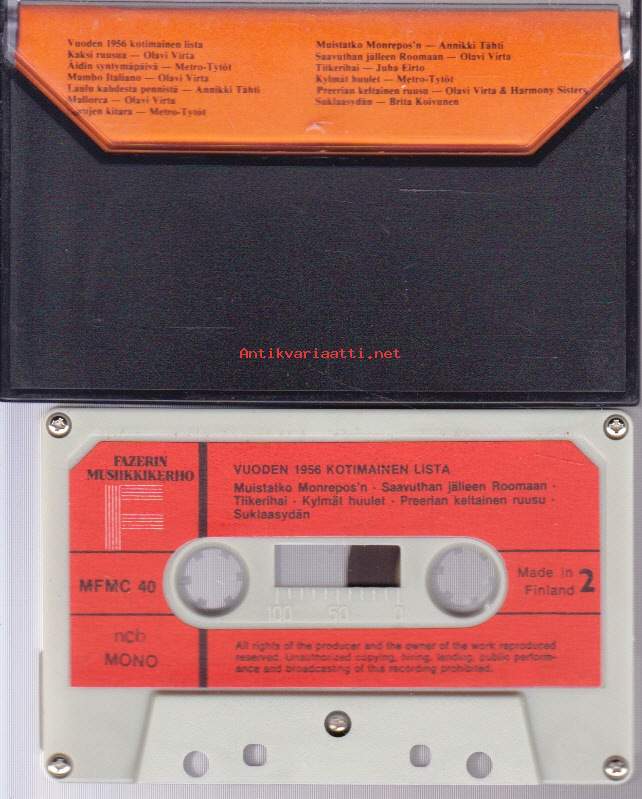 Vuoden 1956 kotimainen lista
Kaksi ruusua — Olavi Virta
Äidin syntymäpäivä — Metro-Tytöt
Mambo Italiano — Olavi Virta
Laulu kahdesta pennistä — Annikki Tähti
Mallorca — Olavi Virta
kitara — Metro-Tytöt
Muistatko Monrepos'n — Annikki Tähti
Saavuthan jälleen Roomaan — Olavi Virta
Tiikerihai — Juha Eirto
Kylmät huulet — Metro-Tytöt
Preerian keltainen ruusu — Olavi Virta & Harmony Sisters
Suklaasydän — Brita Koivunen
Antikvariaatti.net
FAZERIN
MUSIIKKIKERHO
VUODEN 1956 KOTIMAINEN LISTA
Muistatko Monrepos'n · Saavuthan jälleen Roomaan ·
Tiikerihai · Kylmät huulet · Preerian keltainen ruusu ·
Suklaasydän
MFMC 40
100 50 0
Made in
Finland 2
ncb
MONO
All rights of the producer and the owner of the work reproduced
reserved. Unauthorized copying, hiring, lending, public perform-
ance and broadcasting of this recording prohibited.